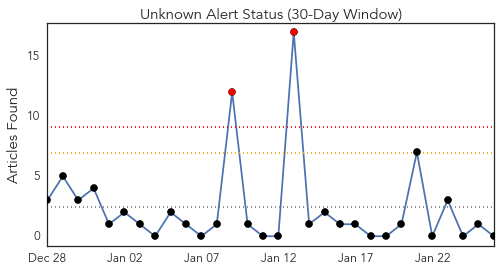 Unknown Alert Status (30-Day Window)
Articles Found
15
10
5
0
Dec 28
Jan 02
Jan 07
Jan 12
Jan 17
Jan 22